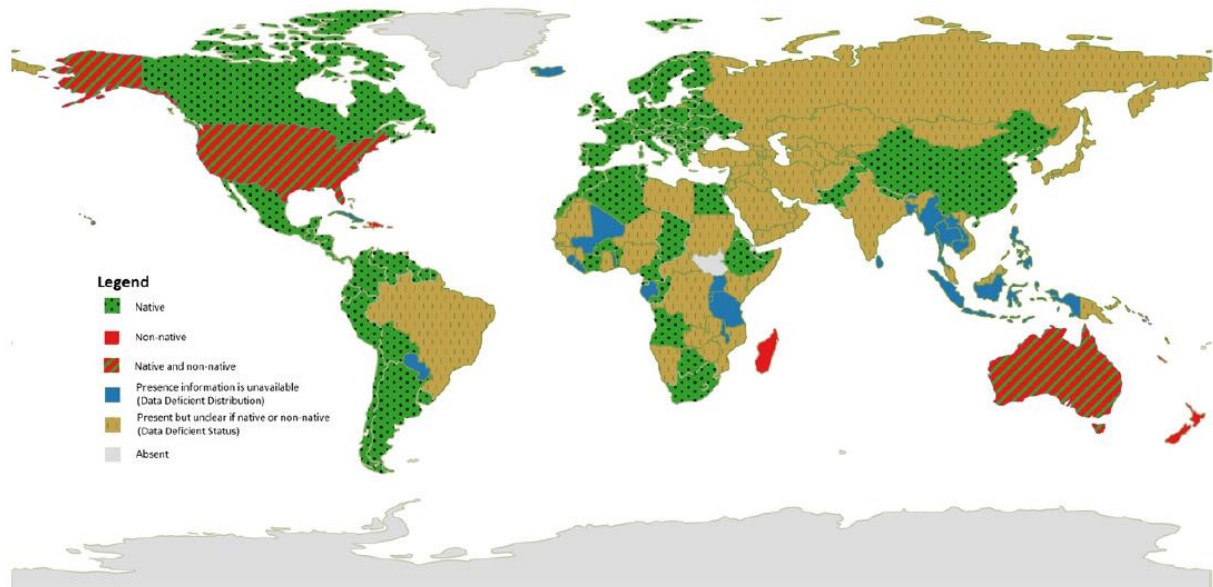 Legend
Native
Non-native
Native and non-native
Presence information is unavailable
(Data Deficient Distribution)
Present but unclear if native or non-native
(Data Deficient Status)
Absent